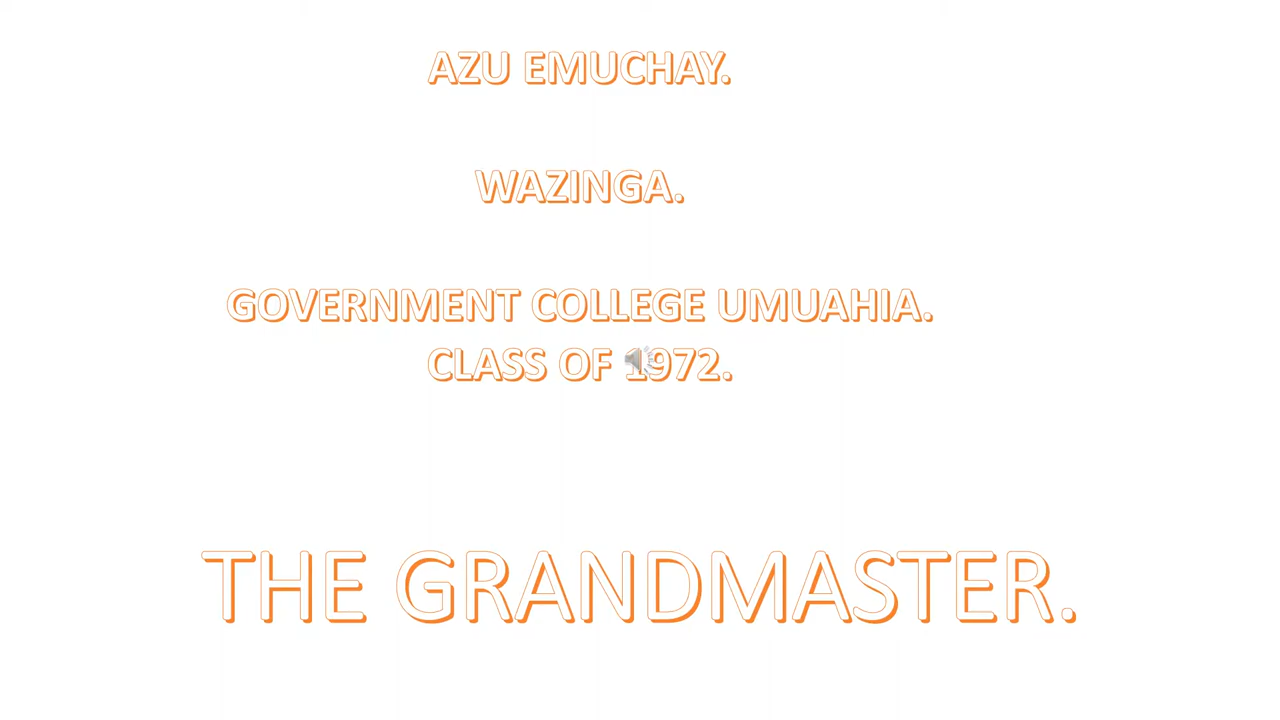 AZU EMUCHAY.
WAZINGA.
GOVERNMENT COLLEGE UMUAHIA.
CLASS OF 1972.
THE GRANDMASTER.